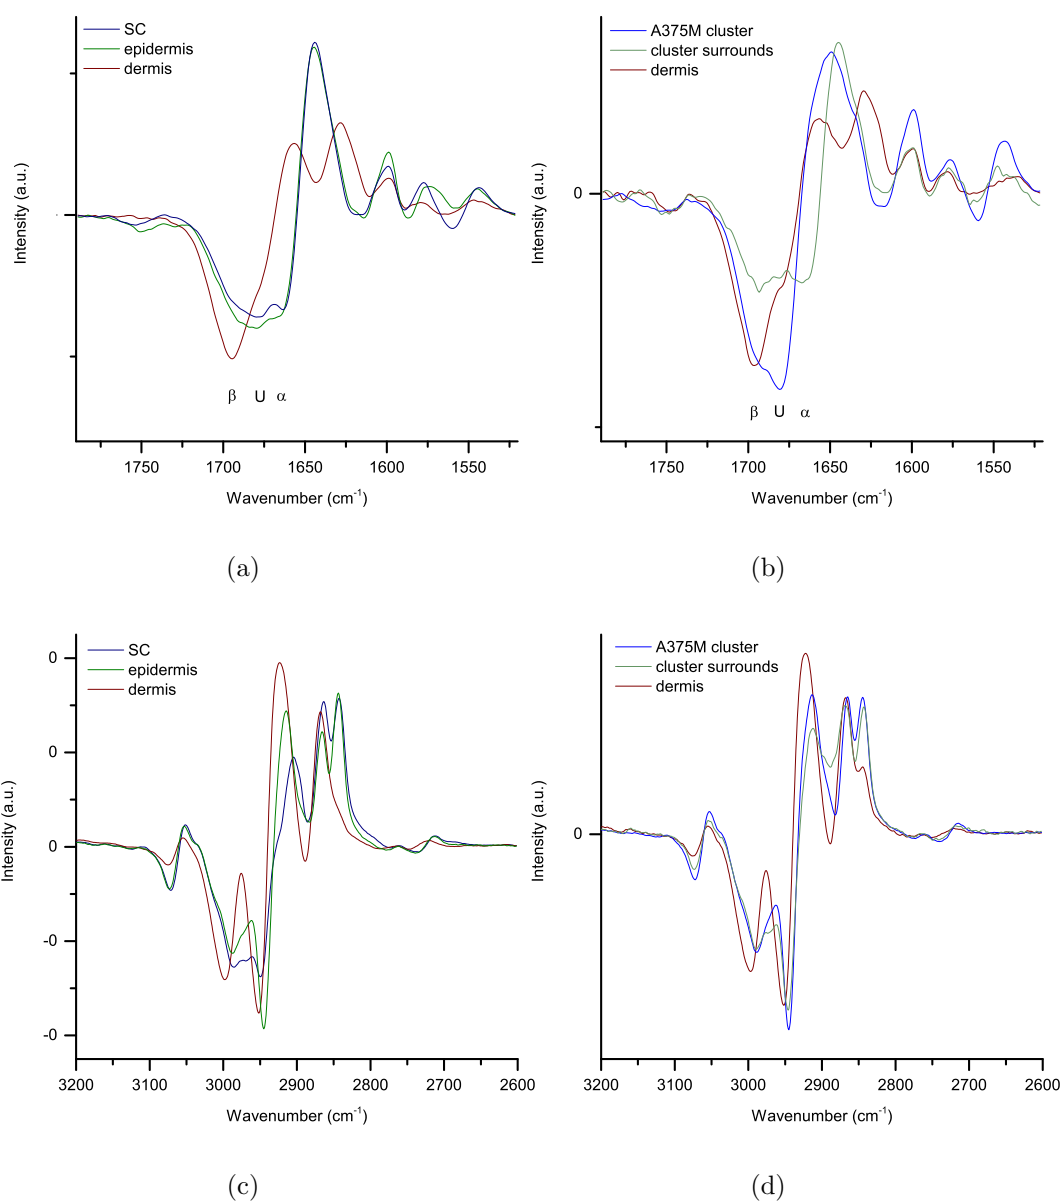 SC
epidermis
dermis
Intensity (a.u.)
β U α
1750 1700 1650 1600 1550
Wavenumber (cm-1)
(a)
A375M cluster
cluster surrounds
dermis
0
Intensity (a.u.)
β U α
1750 1700 1650 1600 1550
Wavenumber (cm-1)
(b)
SC
epidermis
dermis
0
0
0
-0
-0
Intensity (a.u.)
3200 3100 3000 2900 2800 2700 2600
Wavenumber (cm-1)
(c)
A375M cluster
cluster surrounds
dermis
0
Intensity (a.u.)
3200 3100 3000 2900 2800 2700 2600
Wavenumber (cm-1)
(d)